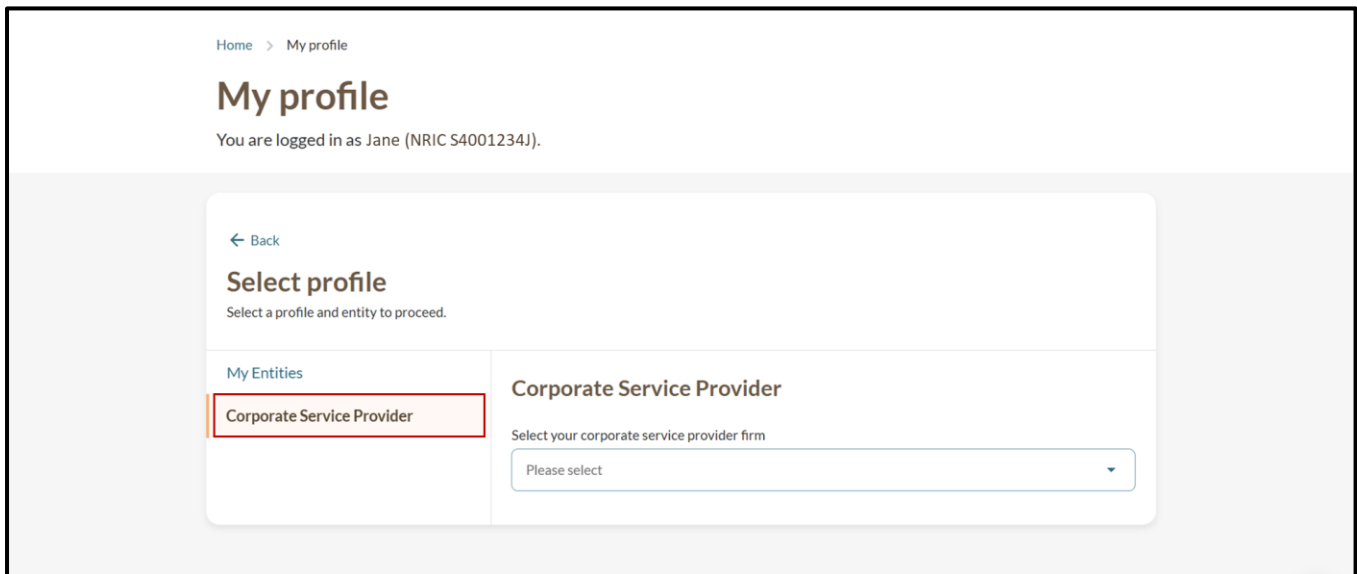 Home > My profile
My profile
You are logged in as Jane (NRIC S4001234J).
← Back
Select profile
Select a profile and entity to proceed.
My Entities
Corporate Service Provider
Corporate Service Provider
Select your corporate service provider firm
Please select